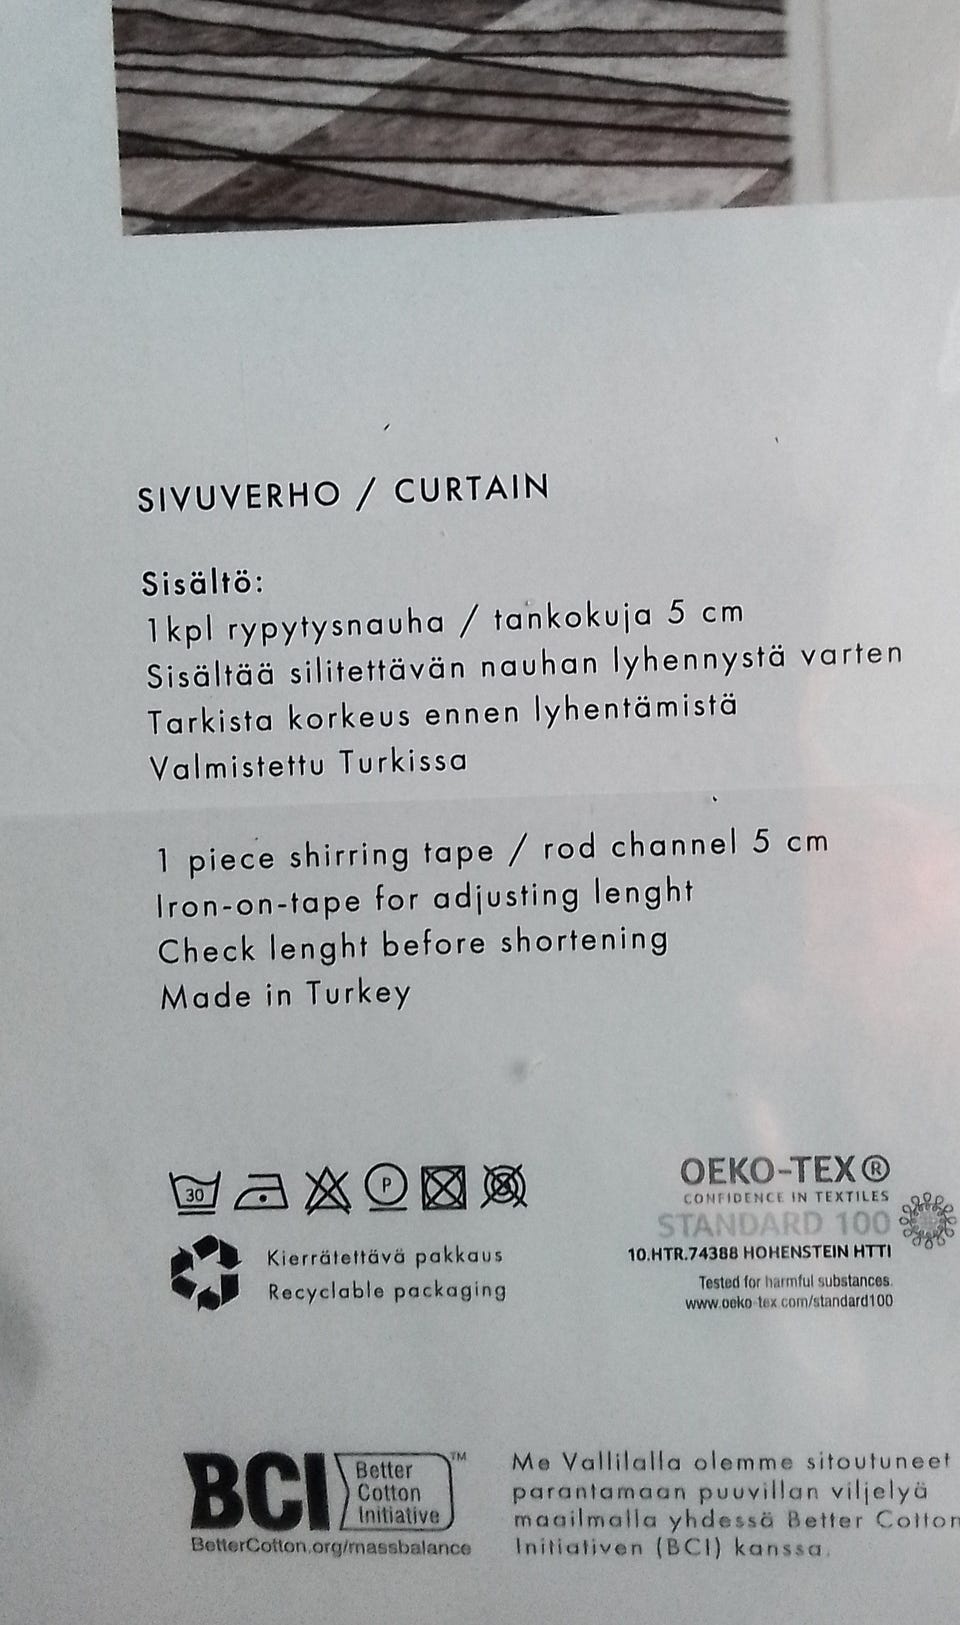 SIVUVERHO / CURTAIN
Sisältö:
1kpl rypytysnauha / tankokuja 5 cm
Sisältää silitettävän nauhan lyhennystä varten
Tarkista korkeus ennen lyhentämistä
Valmistettu Turkissa
1 piece shirring tape / rod channel 5 cm
Iron-on-tape for adjusting lenght
Check lenght before shortening
Made in Turkey
30
P
Kierrätettävä pakkaus
Recyclable packaging
OEKO-TEX®
CONFIDENCE IN TEXTILES
STANDARD 100
10.HTR.74388 HOHENSTEIN HTTI
Tested for harmful substances.
www.oeko-tex.com/standard100
BCI
Better
Cotton
Initiative
TM
BetterCotton.org/massbalance
Me Vallilalla olemme sitoutuneet
parantamaan puuvillan viljelyä
maailmalla yhdessä Better Cotton
Initiativen (BCI) kanssa.